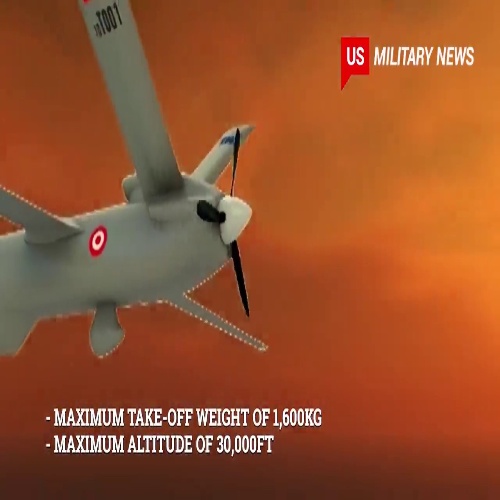 US MILITARY NEWS
- MAXIMUM TAKE-OFF WEIGHT OF 1,600KG
- MAXIMUM ALTITUDE OF 30,000FT